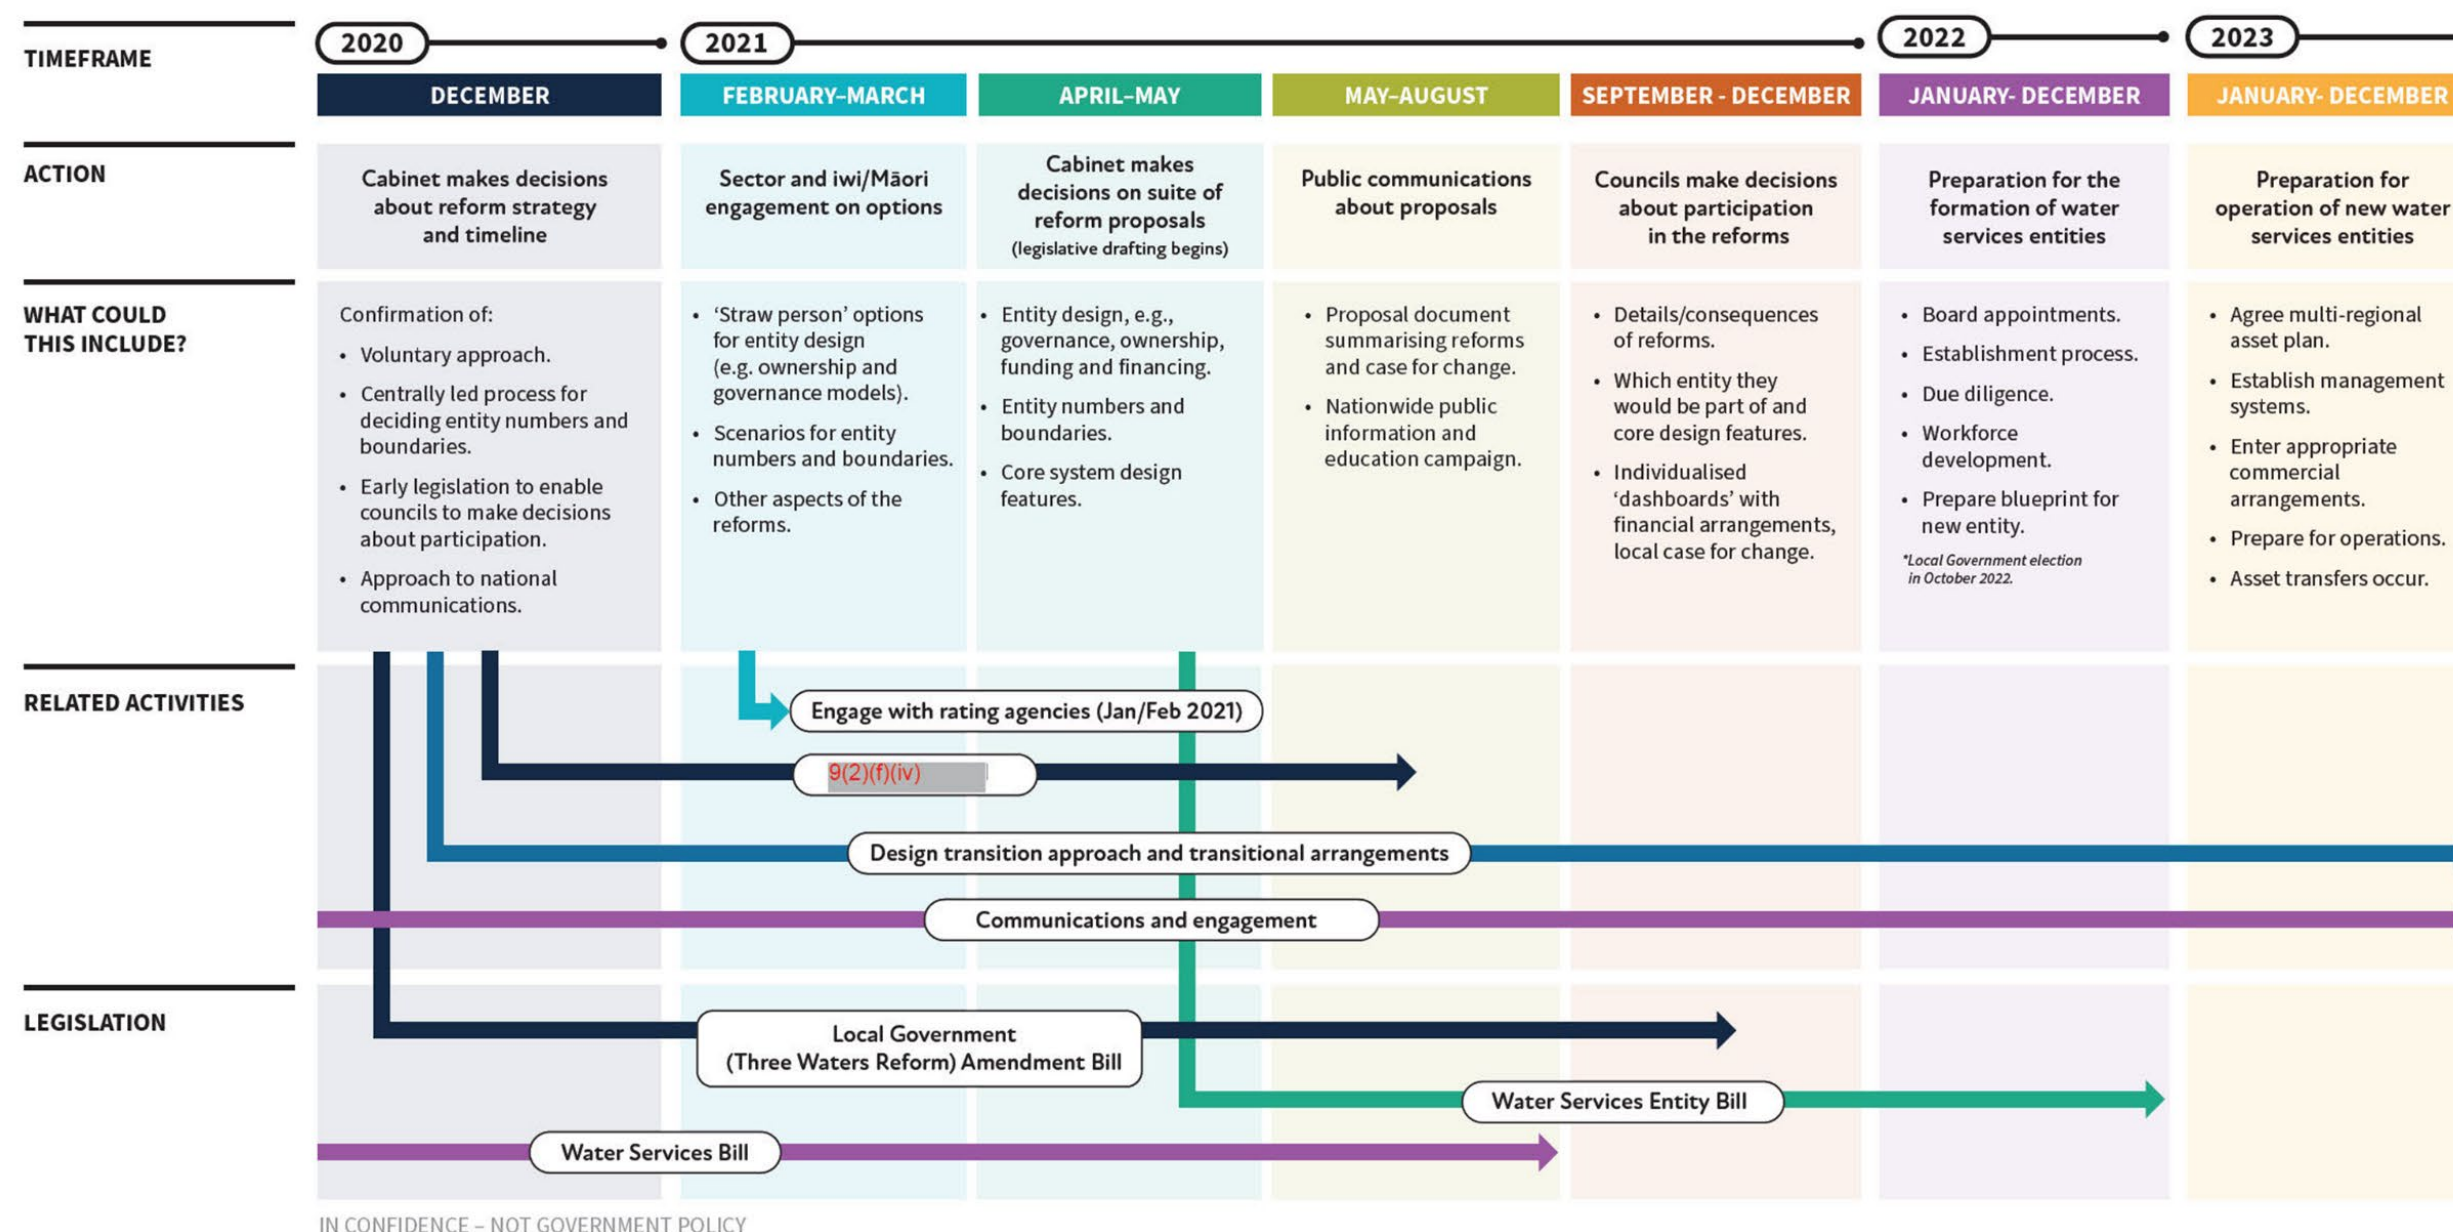 TIMEFRAME
2020
2021
2022
2023
DECEMBER
FEBRUARY–MARCH
APRIL–MAY
MAY–AUGUST
SEPTEMBER - DECEMBER
JANUARY- DECEMBER
JANUARY- DECEMBER
ACTION
Cabinet makes decisions
about reform strategy
and timeline
Sector and iwi/Māori
engagement on options
Cabinet makes
decisions on suite of
reform proposals
(legislative drafting begins)
Public communications
about proposals
Councils make decisions
about participation
in the reforms
Preparation for the
formation of water
services entities
Preparation for
operation of new water
services entities
WHAT COULD
THIS INCLUDE?
Confirmation of:
• Voluntary approach.
• Centrally led process for
deciding entity numbers and
boundaries.
• Early legislation to enable
councils to make decisions
about participation.
• Approach to national
communications.
• ‘Straw person’ options
for entity design
(e.g. ownership and
governance models).
• Scenarios for entity
numbers and boundaries.
• Other aspects of the
reforms.
• Entity design, e.g.,
governance, ownership,
funding and financing.
• Entity numbers and
boundaries.
• Core system design
features.
• Proposal document
summarising reforms
and case for change.
• Nationwide public
information and
education campaign.
• Details/consequences
of reforms.
• Which entity they
would be part of and
core design features.
• Individualised
‘dashboards’ with
financial arrangements,
local case for change.
• Board appointments.
• Establishment process.
• Due diligence.
• Workforce
development.
• Prepare blueprint for
new entity.
*Local Government election
in October 2022.
• Agree multi-regional
asset plan.
• Establish management
systems.
• Enter appropriate
commercial
arrangements.
• Prepare for operations.
• Asset transfers occur.
RELATED ACTIVITIES
Engage with rating agencies (Jan/Feb 2021)
9(2)(f)(iv)
Design transition approach and transitional arrangements
Communications and engagement
LEGISLATION
Local Government
(Three Waters Reform) Amendment Bill
Water Services Entity Bill
Water Services Bill
IN CONFIDENCE – NOT GOVERNMENT POLICY